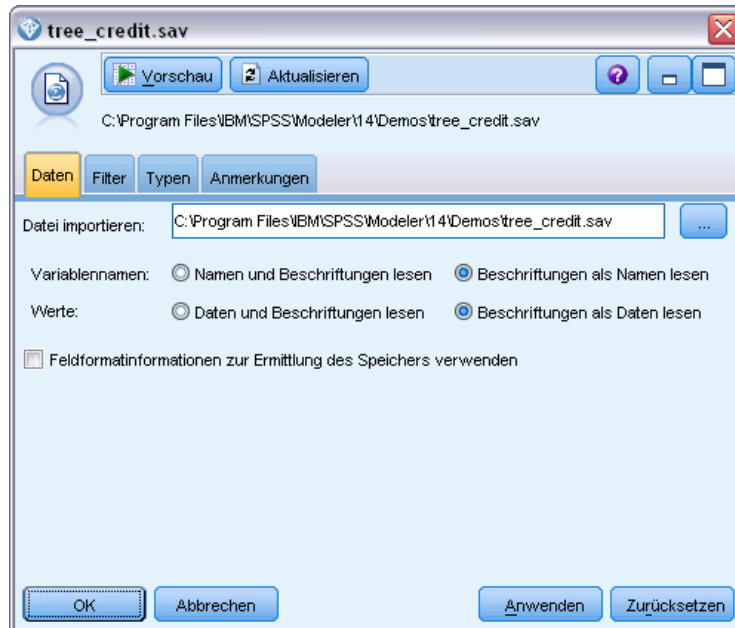 tree_credit.sav
Vorschau Aktualisieren
C:\Program Files\IBM\SPSS\Modeler\14\Demos\tree_credit.sav
Daten Filter Typen Anmerkungen
Datei importieren: C:\Program Files\IBM\SPSS\Modeler\14\Demos\tree_credit.sav ...
Variablennamen: Namen und Beschriftungen lesen Beschriftungen als Namen lesen
Werte: Daten und Beschriftungen lesen Beschriftungen als Daten lesen
Feldformatinformationen zur Ermittlung des Speichers verwenden
OK Abbrechen Anwenden Zurücksetzen